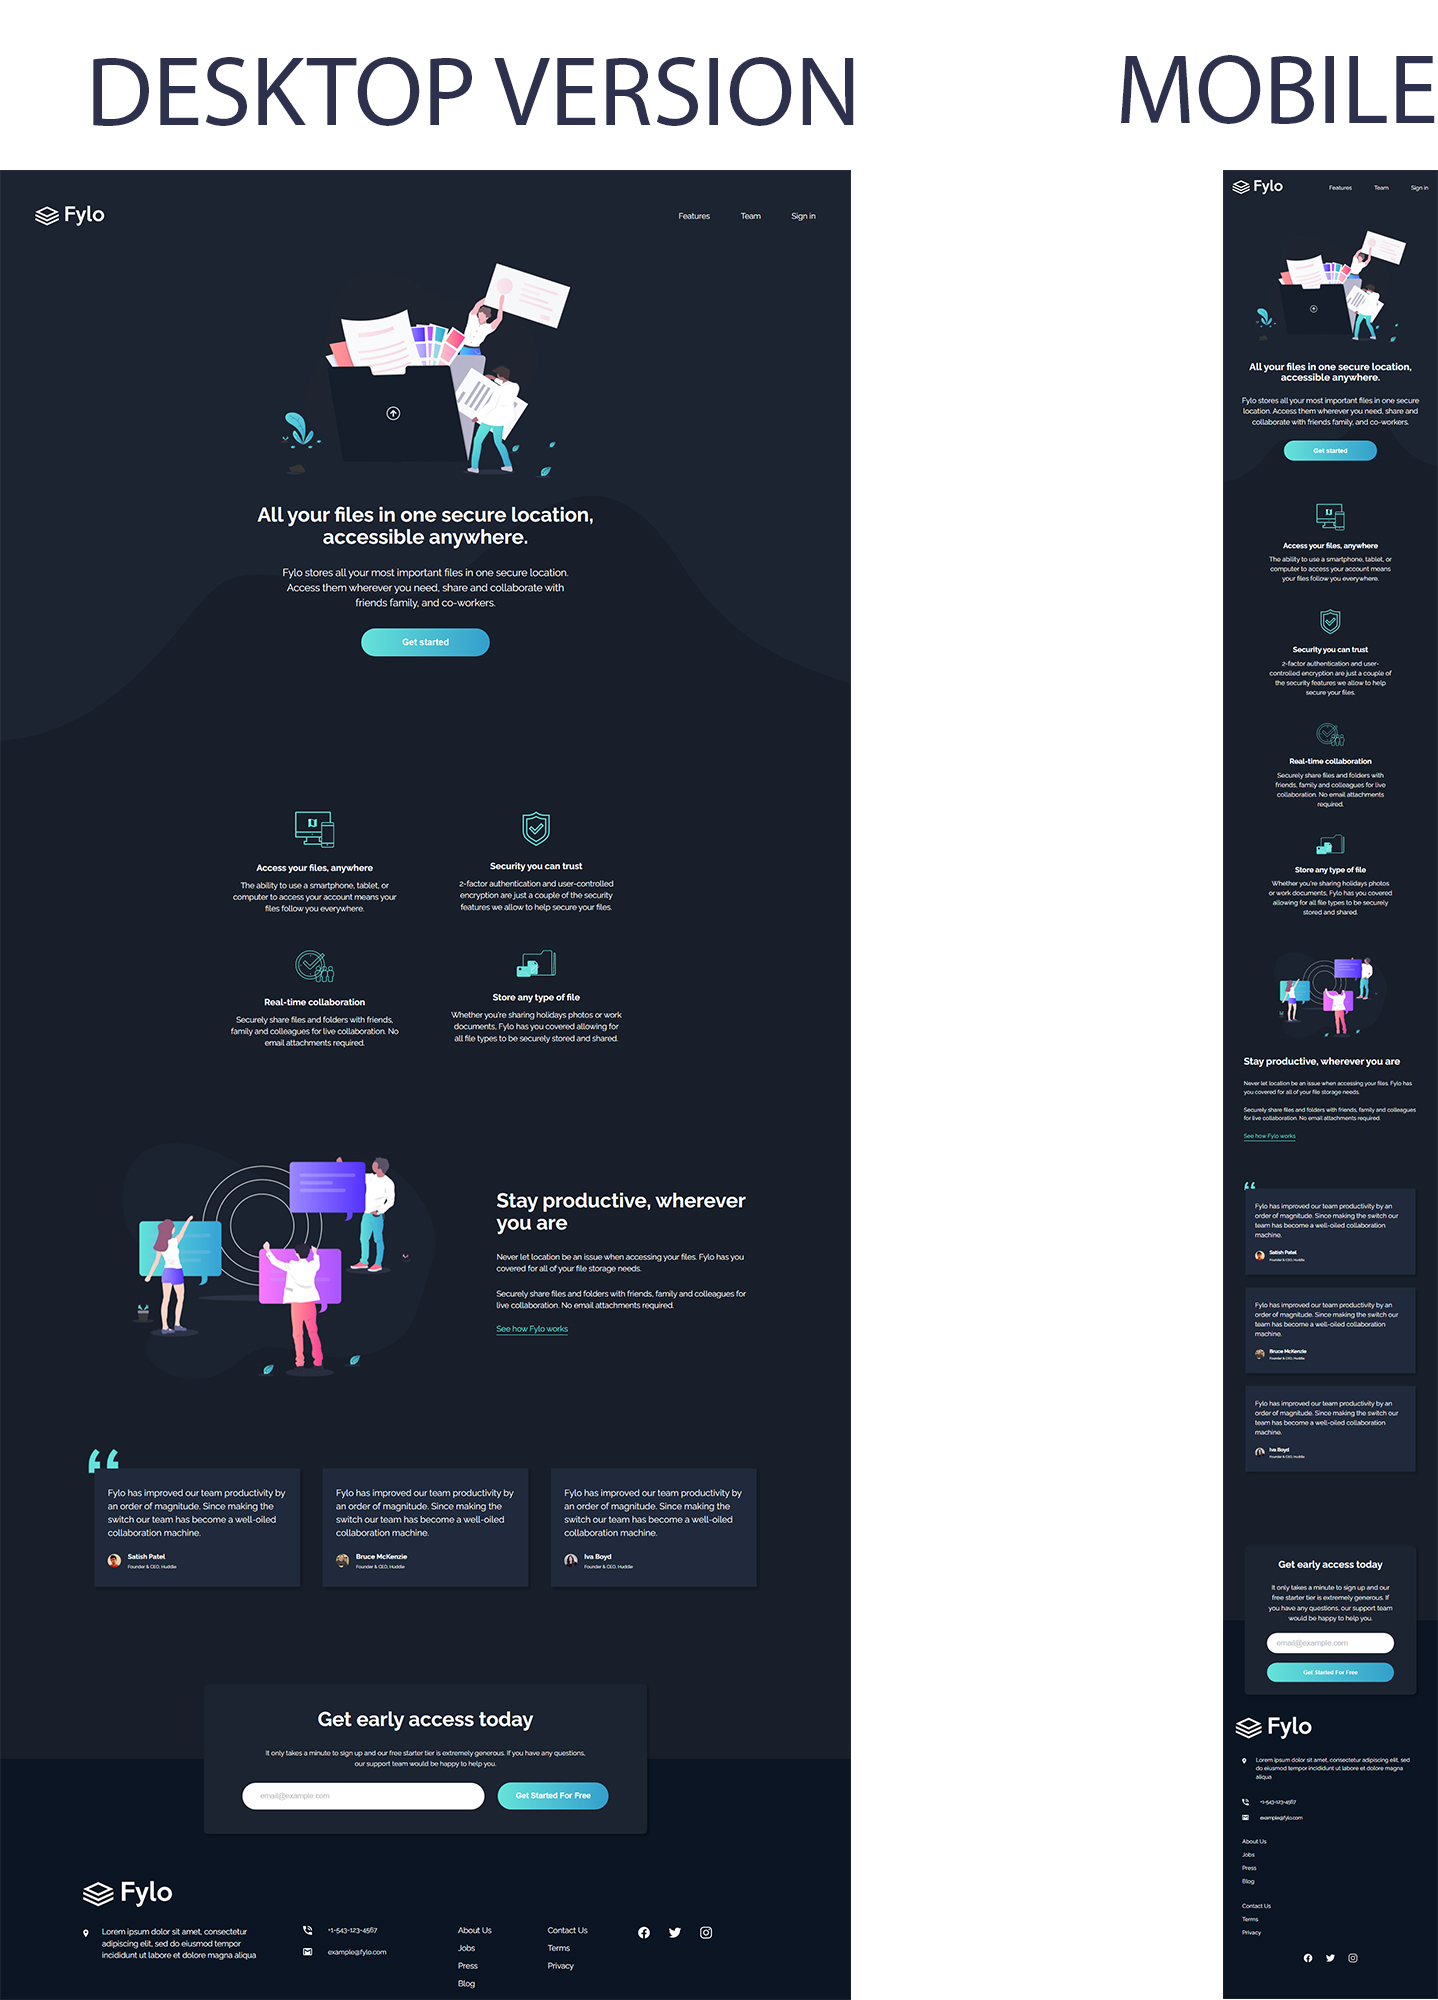 DESKTOP VERSION
MOBILE
Fylo
Features
Team
Sign in
All your files in one secure location,
accessible anywhere.
Fylo stores all your most important files in one secure location.
Access them wherever you need, share and collaborate with
friends family, and co-workers.
Get started
Access your files, anywhere
The ability to use a smartphone, tablet, or
computer to access your account means your
files follow you everywhere.
Security you can trust
2-factor authentication and user-controlled
encryption are just a couple of the security
features we allow to help secure your files.
Real-time collaboration
Securely share files and folders with friends,
family and colleagues for live collaboration. No
email attachments required.
Store any type of file
Whether you're sharing holidays photos or work
documents, Fylo has you covered allowing for
all file types to be securely stored and shared.
Stay productive, wherever
you are
Never let location be an issue when accessing your files. Fylo has you
covered for all of your file storage needs.
Securely share files and folders with friends, family and colleagues for
live collaboration. No email attachments required.
See how Fylo works
Fylo has improved our team productivity by
an order of magnitude. Since making the
switch our team has become a well-oiled
collaboration machine.
Satish Patel
Founder & CEO, Huddle
Fylo has improved our team productivity by
an order of magnitude. Since making the
switch our team has become a well-oiled
collaboration machine.
Bruce McKenzie
Founder & CEO, Huddle
Fylo has improved our team productivity by
an order of magnitude. Since making the
switch our team has become a well-oiled
collaboration machine.
Iva Boyd
Founder & CEO, Huddle
Get early access today
It only takes a minute to sign up and our free starter tier is extremely generous. If you have any questions,
our support team would be happy to help you.
email@example.com
Get Started For Free
Fylo
Lorem ipsum dolor sit amet, consectetur
adipiscing elit, sed do eiusmod tempor
incididunt ut labore et dolore magna aliqua
+1-543-123-4567
example@fylo.com
About Us
Jobs
Press
Blog
Contact Us
Terms
Privacy
Fylo
Features
Team
Sign in
All your files in one secure location,
accessible anywhere.
Fylo stores all your most important files in one secure
location. Access them wherever you need, share and
collaborate with friends family, and co-workers.
Get started
Access your files, anywhere
The ability to use a smartphone, tablet, or
computer to access your account means
your files follow you everywhere.
Security you can trust
2-factor authentication and user-
controlled encryption are just a couple of
the security features we allow to help
secure your files.
Real-time collaboration
Securely share files and folders with
friends, family and colleagues for live
collaboration. No email attachments
required.
Store any type of file
Whether you're sharing holidays photos
or work documents, Fylo has you covered
allowing for all file types to be securely
stored and shared.
Stay productive, wherever you are
Never let location be an issue when accessing your files. Fylo has
you covered for all of your file storage needs.
Securely share files and folders with friends, family and colleagues
for live collaboration. No email attachments required.
See how Fylo works
Fylo has improved our team productivity by an
order of magnitude. Since making the switch our
team has become a well-oiled collaboration
machine.
Satish Patel
Founder & CEO, Huddle
Fylo has improved our team productivity by an
order of magnitude. Since making the switch our
team has become a well-oiled collaboration
machine.
Bruce McKenzie
Founder & CEO, Huddle
Fylo has improved our team productivity by an
order of magnitude. Since making the switch our
team has become a well-oiled collaboration
machine.
Iva Boyd
Founder & CEO, Huddle
Get early access today
It only takes a minute to sign up and our
free starter tier is extremely generous. If
you have any questions, our support team
would be happy to help you.
email@example.com
Get Started For Free
Fylo
Lorem ipsum dolor sit amet, consectetur adipiscing elit, sed
do eiusmod tempor incididunt ut labore et dolore magna
aliqua
+1-543-123-4567
example@fylo.com
About Us
Jobs
Press
Blog
Contact Us
Terms
Privacy